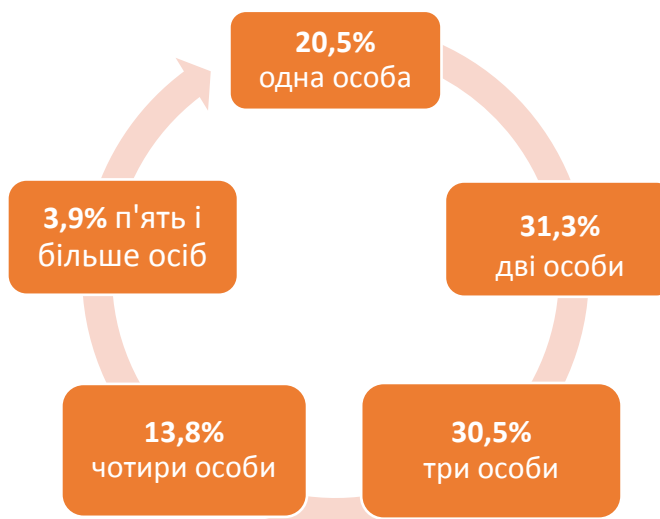 20,5%
одна особа
31,3%
дві особи
30,5%
три особи
13,8%
чотири особи
3,9% п'ять і
більше осіб